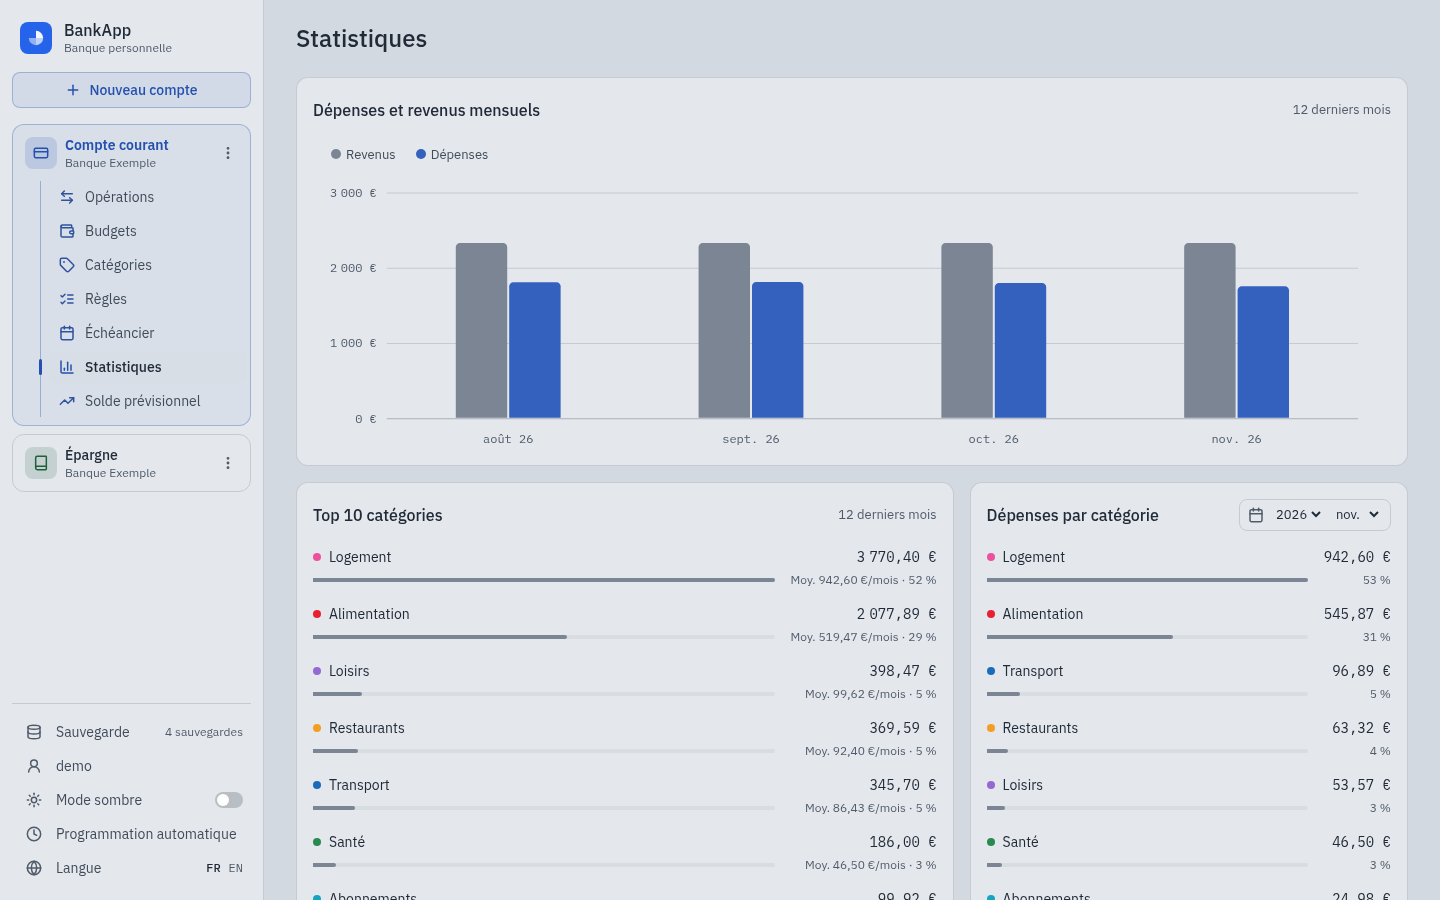 BankApp
Banque personnelle
Nouveau compte
Compte courant
Banque Exemple
Opérations
Budgets
Catégories
Règles
Échéancier
Statistiques
Solde prévisionnel
Épargne
Banque Exemple
Sauvegarde 4 sauvegardes
demo
Mode sombre
Programmation automatique
Langue FR EN
Statistiques
Dépenses et revenus mensuels 12 derniers mois
Revenus Dépenses
3 000 €
2 000 €
1 000 €
0 €
août 26 sept. 26 oct. 26 nov. 26
Top 10 catégories 12 derniers mois
Logement 3 770,40 €
Moy. 942,60 €/mois · 52 %
Alimentation 2 077,89 €
Moy. 519,47 €/mois · 29 %
Loisirs 398,47 €
Moy. 99,62 €/mois · 5 %
Restaurants 369,59 €
Moy. 92,40 €/mois · 5 %
Transport 345,70 €
Moy. 86,43 €/mois · 5 %
Santé 186,00 €
Moy. 46,50 €/mois · 3 %
Abonnements 99,92 €
Dépenses par catégorie 2026 nov.
Logement 942,60 €
53 %
Alimentation 545,87 €
31 %
Transport 96,89 €
5 %
Restaurants 63,32 €
4 %
Loisirs 53,57 €
3 %
Santé 46,50 €
3 %
Abonnements 24,98 €